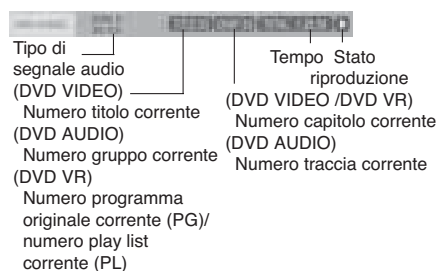 Tipo di
segnale audio
(DVD VIDEO)
Numero titolo corrente
(DVD AUDIO)
Numero gruppo corrente
(DVD VR)
Numero programma
originale corrente (PG)/
numero play list
corrente (PL)
Tempo Stato
riproduzione
(DVD VIDEO /DVD VR)
Numero capitolo corrente
(DVD AUDIO)
Numero traccia corrente